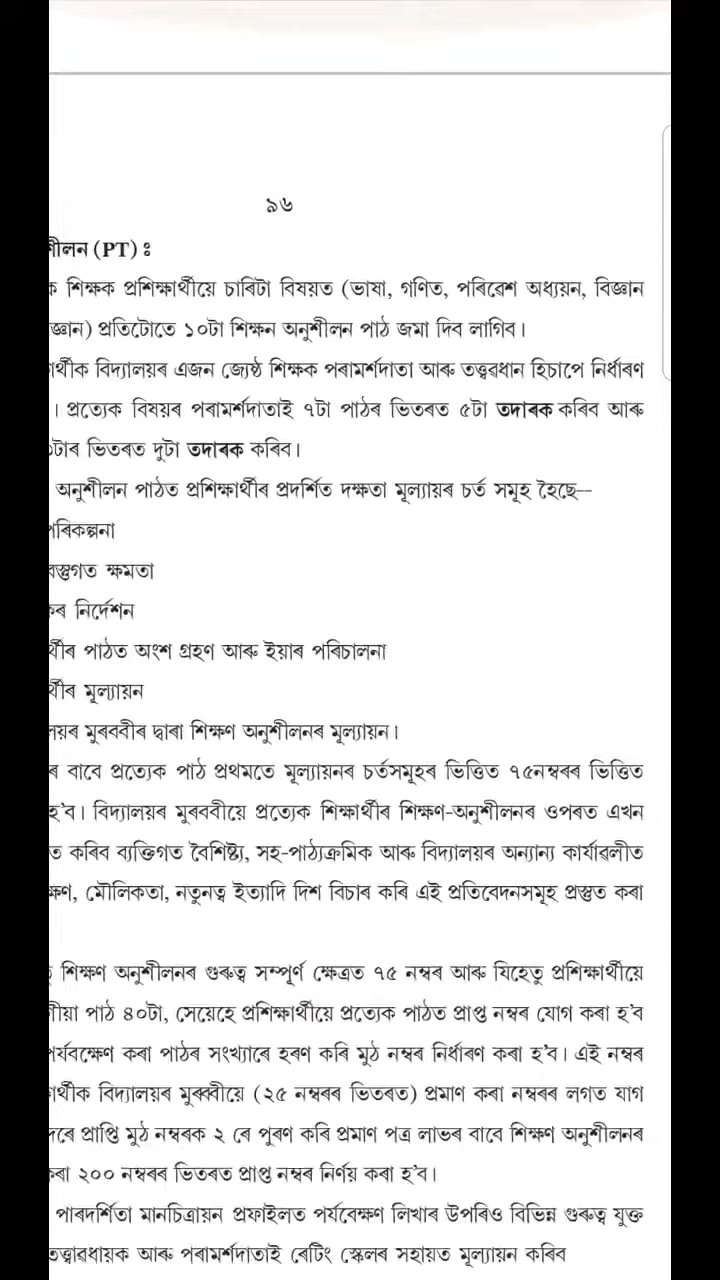 ৯৬
শীলন (PT) ঃ
ক শিক্ষক প্ৰশিক্ষাৰ্থীয়ে চাৰিটা বিষয়ত (ভাষা, গণিত, পৰিৱেশ অধ্যয়ন, বিজ্ঞান
জ্ঞান) প্ৰতিটোতে ১০টা শিক্ষন অনুশীলন পাঠ জমা দিব লাগিব।
াৰ্থীক বিদ্যালয়ৰ এজন জ্যেষ্ঠ শিক্ষক পৰামৰ্শদাতা আৰু তত্ত্বৱধান হিচাপে নিৰ্ধাৰণ
। প্ৰত্যেক বিষয়ৰ পৰামৰ্শদাতাই ৭টা পাঠৰ ভিতৰত ৫টা তদাৰক কৰিব আৰু
টাৰ ভিতৰত দুটা তদাৰক কৰিব।
অনুশীলন পাঠত প্ৰশিক্ষাৰ্থীৰ প্ৰদৰ্শিত দক্ষতা মূল্যায়ৰ চৰ্ত সমূহ হৈছে–
পৰিকল্পনা
বস্তুগত ক্ষমতা
কৰ নিৰ্দেশন
ৰ্থীৰ পাঠত অংশ গ্ৰহণ আৰু ইয়াৰ পৰিচালনা
ৰ্থীৰ মূল্যায়ন
লয়ৰ মুৰববীৰ দ্বাৰা শিক্ষণ অনুশীলনৰ মূল্যায়ন।
ৰ বাবে প্ৰত্যেক পাঠ প্ৰথমতে মূল্যায়নৰ চৰ্তসমূহৰ ভিত্তিত ৭৫নম্বৰৰ ভিত্তিত
হ'ব। বিদ্যালয়ৰ মুৰববীয়ে প্ৰত্যেক শিক্ষাৰ্থীৰ শিক্ষণ-অনুশীলনৰ ওপৰত এখন
ত কৰিব ব্যক্তিগত বৈশিষ্ট্য, সহ-পাঠ্যক্ৰমিক আৰু বিদ্যালয়ৰ অন্যান্য কাৰ্যাৱলীত
ক্ষণ, মৌলিকতা, নতুনত্ব ইত্যাদি দিশ বিচাৰ কৰি এই প্ৰতিবেদনসমূহ প্ৰস্তুত কৰা
শিক্ষণ অনুশীলনৰ গুৰুত্ব সম্পূৰ্ণ ক্ষেত্ৰত ৭৫ নম্বৰ আৰু যিহেতু প্ৰশিক্ষাৰ্থীয়ে
ণীয়া পাঠ ৪০টা, সেয়েহে প্ৰশিক্ষাৰ্থীয়ে প্ৰত্যেক পাঠত প্ৰাপ্ত নম্বৰ যোগ কৰা হ'ব
পৰ্যবক্ষেণ কৰা পাঠৰ সংখ্যাৰে হৰণ কৰি মুঠ নম্বৰ নিৰ্ধাৰণ কৰা হ'ব। এই নম্বৰ
াৰ্থীক বিদ্যালয়ৰ মুৰব্বীয়ে (২৫ নম্বৰৰ ভিতৰত) প্ৰমাণ কৰা নম্বৰৰ লগত যাগ
দৰে প্ৰাপ্তি মুঠ নম্বৰক ২ ৰে পুৰণ কৰি প্ৰমাণ পত্ৰ লাভৰ বাবে শিক্ষণ অনুশীলনৰ
কৰা ২০০ নম্বৰৰ ভিতৰত প্ৰাপ্ত নম্বৰ নিৰ্ণয় কৰা হ'ব।
পাৰদৰ্শিতা মানচিত্ৰায়ন প্ৰফাইলত পৰ্যবেক্ষণ লিখাৰ উপৰিও বিভিন্ন গুৰুত্ব যুক্ত
তত্ত্বাৱধায়ক আৰু পৰামৰ্শদাতাই ৰেটিং স্কেলৰ সহায়ত মূল্যায়ন কৰিব